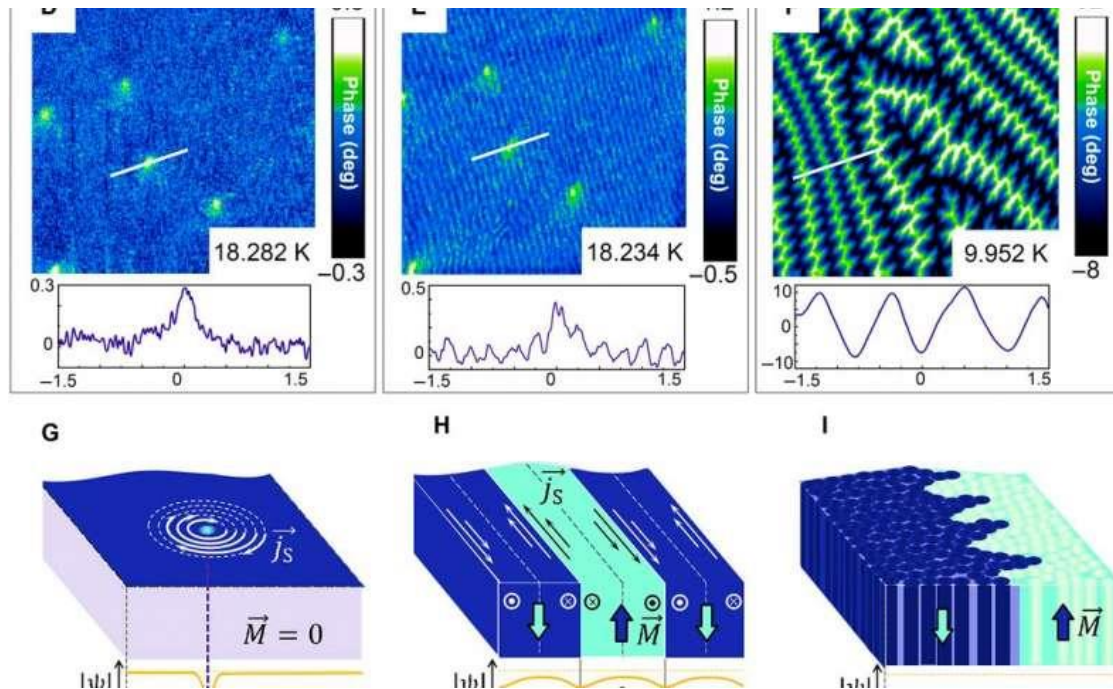 D
E
F
Phase (deg)
Phase (deg)
Phase (deg)
18.282 K
18.234 K
9.952 K
−0.3
−0.5
−8
0.3
0
−1.5
0
1.5
0.5
0
−1.5
0
1.5
10
0
−10
−1.5
0
1.5
G
H
I
j_S
j_S
M = 0
M
M
|ψ|
|ψ|
|ψ|